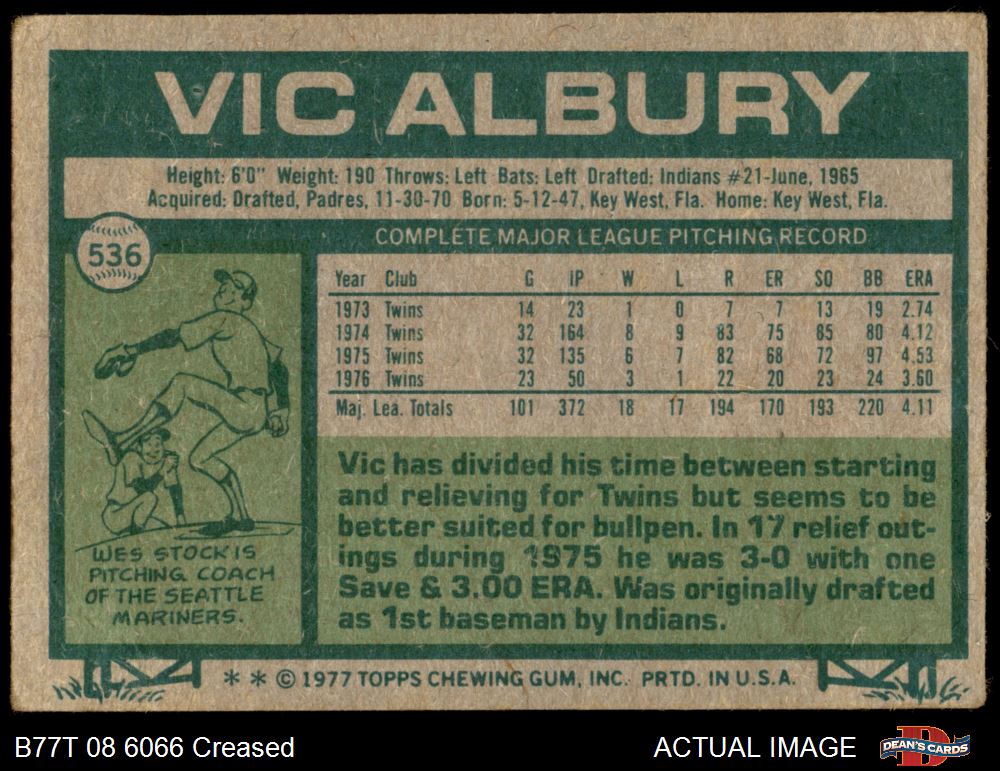 VIC ALBURY
Height: 6'0" Weight: 190 Throws: Left Bats: Left Drafted: Indians #21-June, 1965
Acquired: Drafted, Padres, 11-30-70 Born: 5-12-47, Key West, Fla. Home: Key West, Fla.
536
COMPLETE MAJOR LEAGUE PITCHING RECORD
Year Club G IP W L R ER SO BB ERA
1973 Twins 14 23 1 0 7 7 13 19 2.74
1974 Twins 32 164 8 9 83 75 85 80 4.12
1975 Twins 32 135 6 7 82 68 72 97 4.53
1976 Twins 23 50 3 1 22 20 23 24 3.60
Maj. Lea. Totals 101 372 18 17 194 170 193 220 4.11
Vic has divided his time between starting
and relieving for Twins but seems to be
better suited for bullpen. In 17 relief out-
ings during 1975 he was 3-0 with one
Save & 3.00 ERA. Was originally drafted
as 1st baseman by Indians.
WES STOCK IS
PITCHING COACH
OF THE SEATTLE
MARINERS.
* * © 1977 TOPPS CHEWING GUM, INC. PRTD. IN U.S.A.
B77T 08 6066 Creased
ACTUAL IMAGE
DEAN'S CARDS